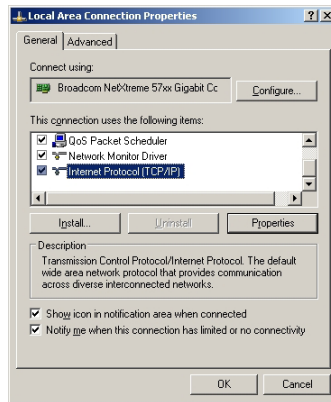 Local Area Connection Properties
General
Advanced
Connect using:
Broadcom NetXtreme 57xx Gigabit Cc
Configure...
This connection uses the following items:
QoS Packet Scheduler
Network Monitor Driver
Internet Protocol (TCP/IP)
Install...
Uninstall
Properties
Description
Transmission Control Protocol/Internet Protocol. The default
wide area network protocol that provides communication
across diverse interconnected networks.
Show icon in notification area when connected
Notify me when this connection has limited or no connectivity
OK
Cancel